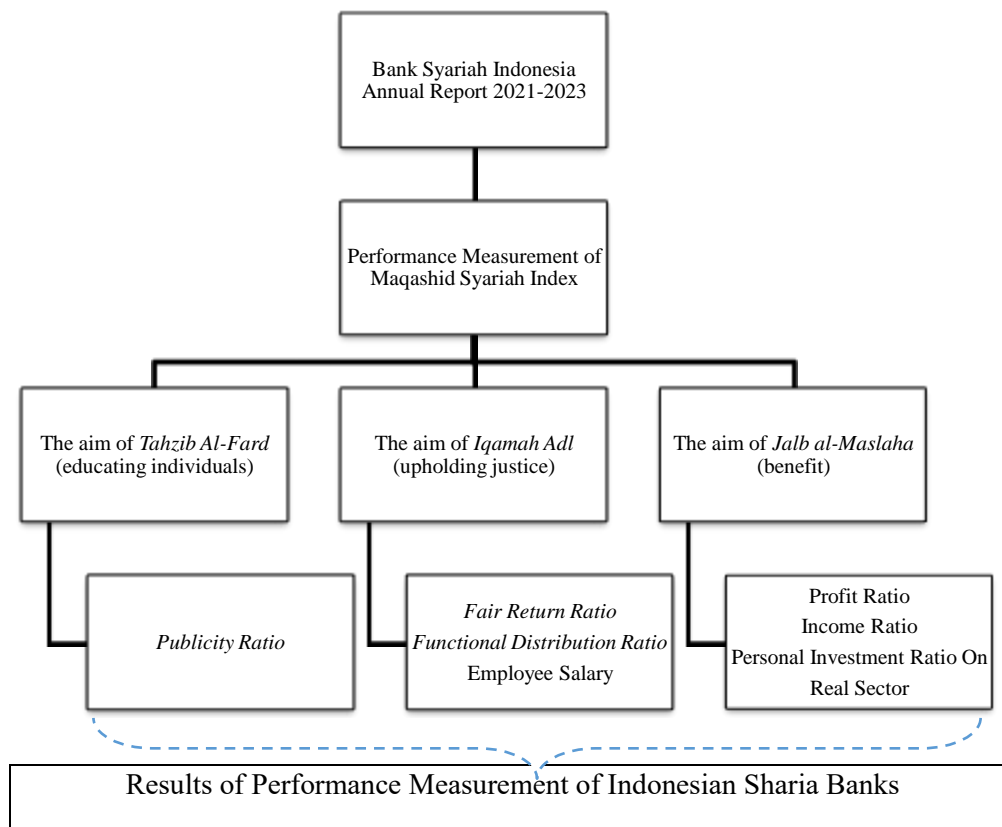 Bank Syariah Indonesia
Annual Report 2021-2023
Performance Measurement of
Maqashid Syariah Index
The aim of Tahzib Al-Fard
(educating individuals)
The aim of Iqamah Adl
(upholding justice)
The aim of Jalb al-Maslaha
(benefit)
Publicity Ratio
Fair Return Ratio
Functional Distribution Ratio
Employee Salary
Profit Ratio
Income Ratio
Personal Investment Ratio On
Real Sector
Results of Performance Measurement of Indonesian Sharia Banks